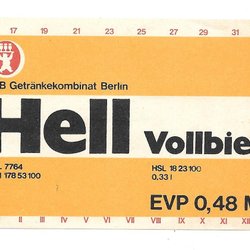 17 19 21 23 25 27 29 31
B Getränkekombinat Berlin
Hell Vollbie
7764 HSL 18 23 100
178 53 100 0,33 l
EVP 0,48 M
II III IV V VI VII VIII IX X XI XII